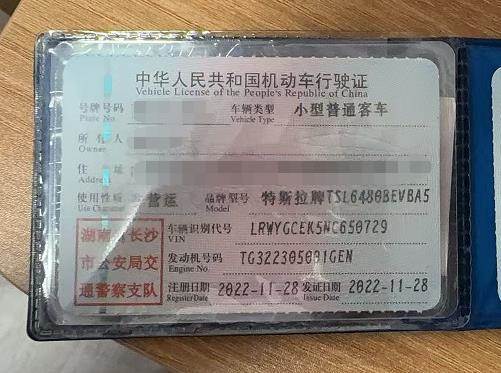 中华人民共和国机动车行驶证
Vehicle License of the People's Republic of China
号牌号码 车辆类型 小型普通客车
Plate No. Vehicle Type
所有人
Owner
住 址
Address
使用性质 营运 品牌型号 特斯拉牌TSL6480BEVBA5
Use Character Model
湖南省长沙 车辆识别代号 LRWYGCEK5NC650729
VIN
市公安局交 发动机号码 TG322305001GEN
Engine No.
通警察支队 注册日期 2022-11-28 发证日期 2022-11-28
Register Date Issue Date